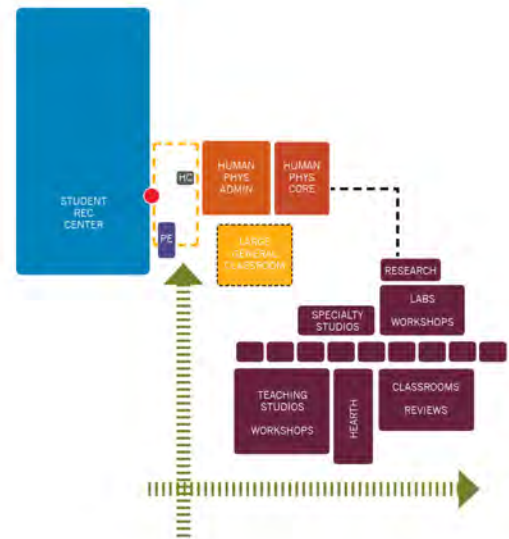 HUMAN
PHYS
ADMIN
HUMAN
PHYS
CORE
HC
STUDENT
REC
CENTER
PE
LARGE
GENERAL
CLASSROOM
RESEARCH
LABS
WORKSHOPS
SPECIALTY
STUDIOS
TEACHING
STUDIOS
WORKSHOPS
HEARTH
CLASSROOMS
REVIEWS